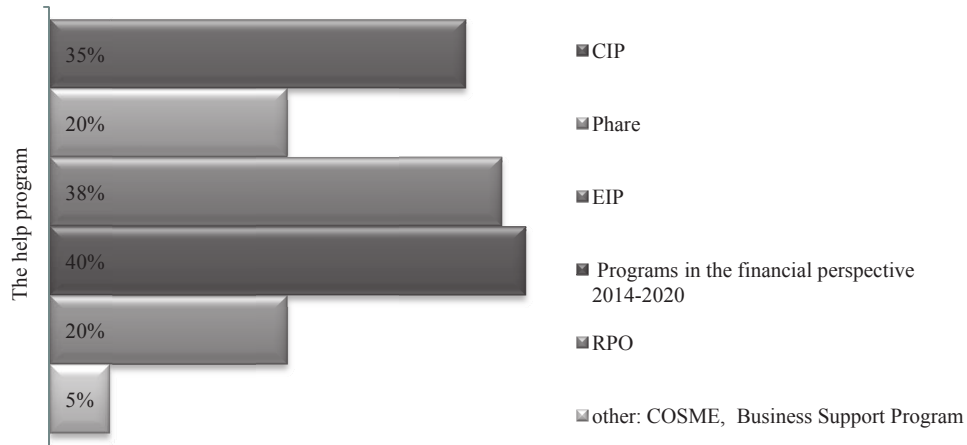 The help program
35%
20%
38%
40%
20%
5%
CIP
Phare
EIP
Programs in the financial perspective
2014-2020
RPO
other: COSME, Business Support Program